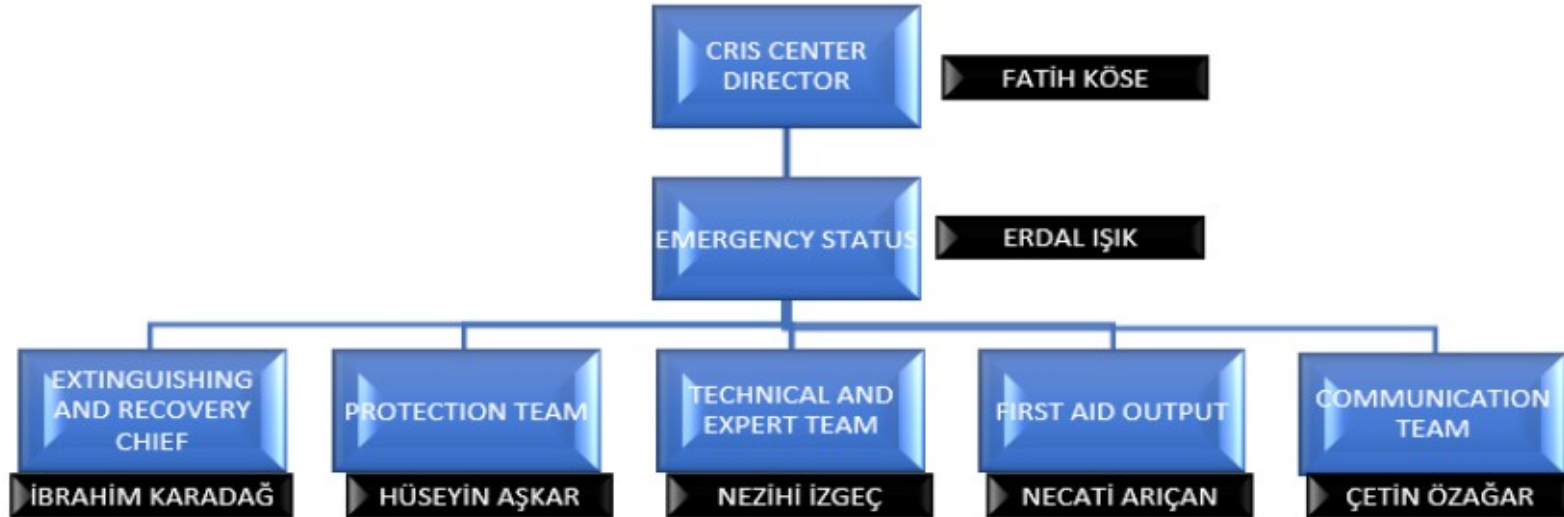 CRIS CENTER
DIRECTOR
FATİH KÖSE
EMERGENCY STATUS
ERDAL IŞIK
EXTINGUISHING
AND RECOVERY
CHIEF
İBRAHİM KARADAĞ
PROTECTION TEAM
HÜSEYİN AŞKAR
TECHNICAL AND
EXPERT TEAM
NEZİHİ İZGEÇ
FIRST AID OUTPUT
NECATİ ARIÇAN
COMMUNICATION
TEAM
ÇETİN ÖZAĞAR